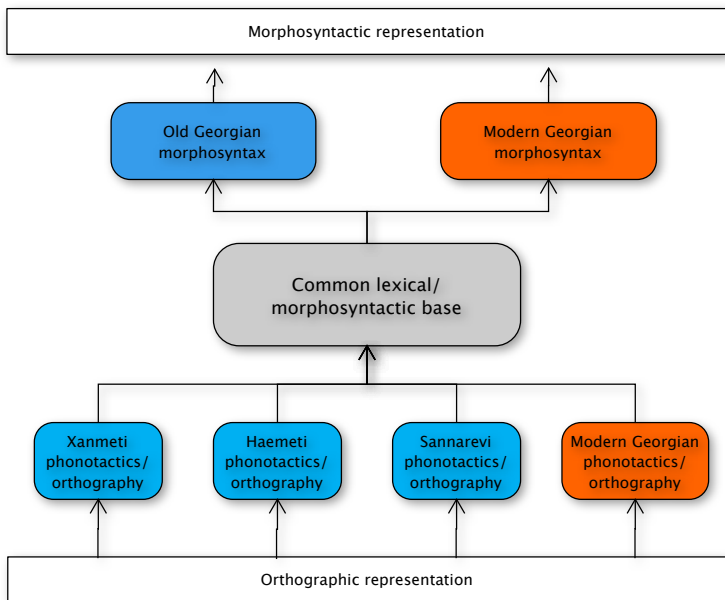 Morphosyntactic representation
Old Georgian
morphosyntax
Modern Georgian
morphosyntax
Common lexical/
morphosyntactic base
Xanmeti
phonotactics/
orthography
Haemeti
phonotactics/
orthography
Sannarevi
phonotactics/
orthography
Modern Georgian
phonotactics/
orthography
Orthographic representation